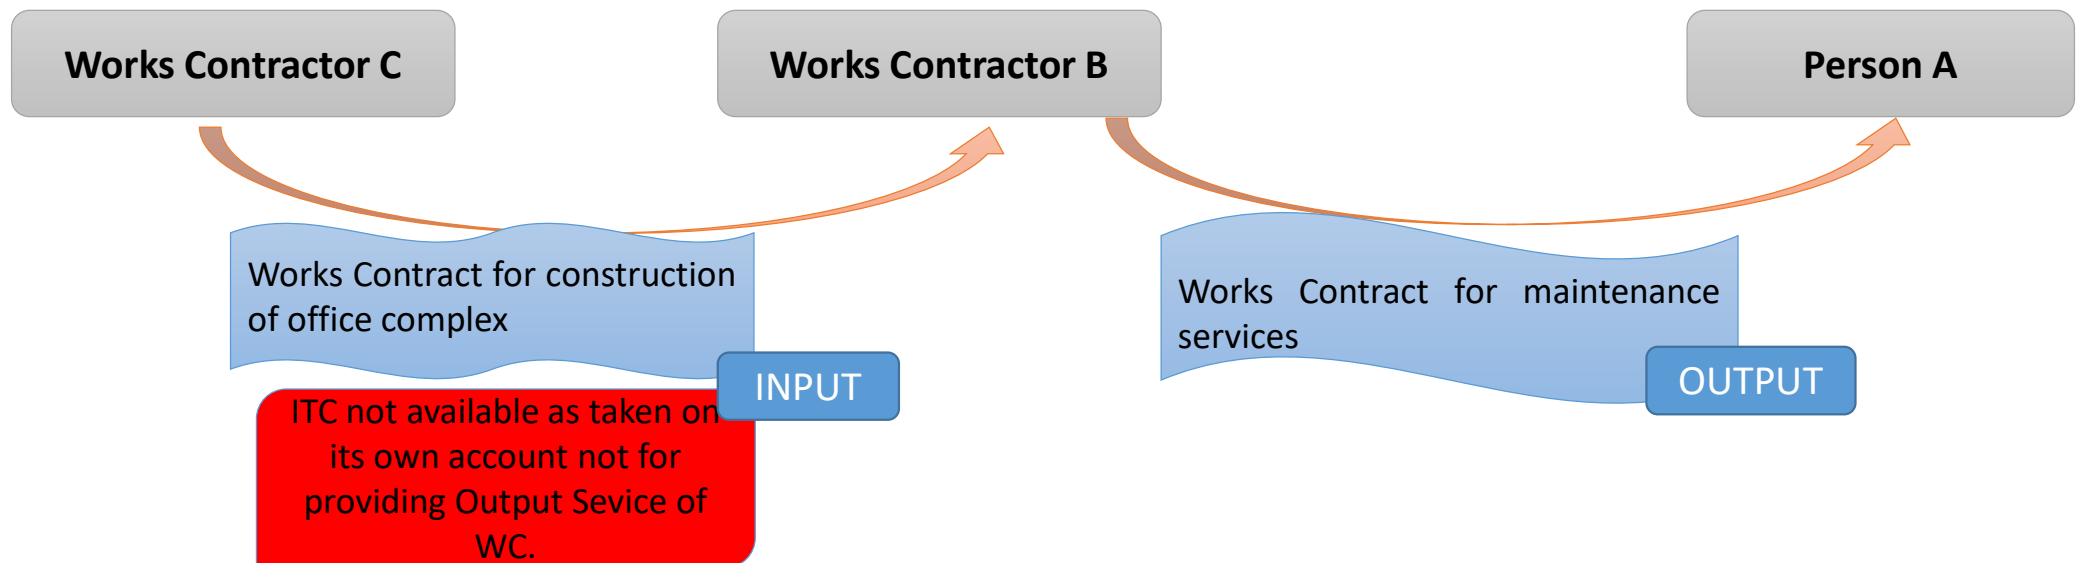 Works Contractor C
Works Contractor B
Person A
Works Contract for construction
of office complex
INPUT
Works Contract for maintenance
services
OUTPUT
ITC not available as taken on
its own account not for
providing Output Sevice of
WC.